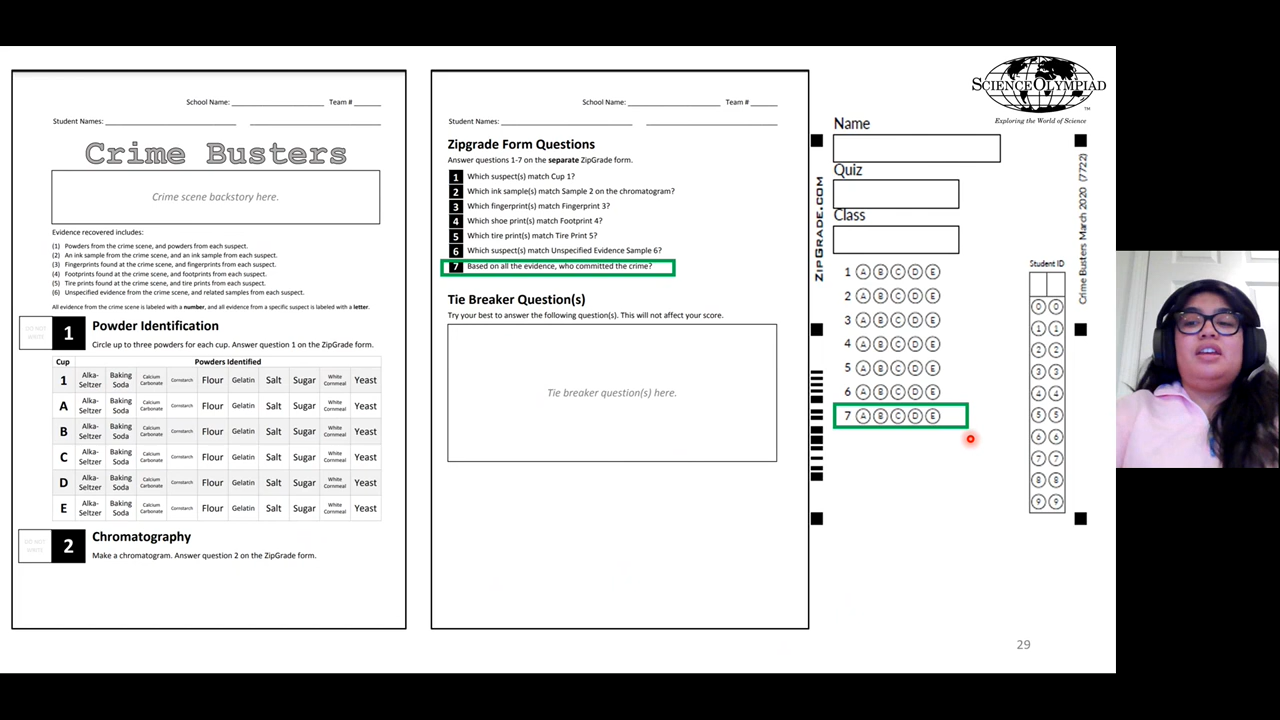 School Name: ____________________ Team # ______
Student Names: ____________________________ ____________________________
Crime Busters
Crime scene backstory here.
Evidence recovered includes:
(1) Powders from the crime scene, and powders from each suspect.
(2) An ink sample from the crime scene, and an ink sample from each suspect.
(3) Fingerprints found at the crime scene, and fingerprints from each suspect.
(4) Footprints found at the crime scene, and footprints from each suspect.
(5) Tire prints found at the crime scene, and tire prints from each suspect.
(6) Unspecified evidence from the crime scene, and related samples from each suspect.
All evidence from the crime scene is labeled with a number, and all evidence from a specific suspect is labeled with a letter.
DO NOT WRITE
1 Powder Identification
Circle up to three powders for each cup. Answer question 1 on the ZipGrade form.
Cup Powders Identified
1 Alka-Seltzer Baking Soda Calcium Carbonate Cornstarch Flour Gelatin Salt Sugar White Cornmeal Yeast
A Alka-Seltzer Baking Soda Calcium Carbonate Cornstarch Flour Gelatin Salt Sugar White Cornmeal Yeast
B Alka-Seltzer Baking Soda Calcium Carbonate Cornstarch Flour Gelatin Salt Sugar White Cornmeal Yeast
C Alka-Seltzer Baking Soda Calcium Carbonate Cornstarch Flour Gelatin Salt Sugar White Cornmeal Yeast
D Alka-Seltzer Baking Soda Calcium Carbonate Cornstarch Flour Gelatin Salt Sugar White Cornmeal Yeast
E Alka-Seltzer Baking Soda Calcium Carbonate Cornstarch Flour Gelatin Salt Sugar White Cornmeal Yeast
DO NOT WRITE
2 Chromatography
Make a chromatogram. Answer question 2 on the ZipGrade form.
School Name: ____________________ Team # ______
Student Names: ____________________________ ____________________________
Zipgrade Form Questions
Answer questions 1-7 on the separate ZipGrade form.
1 Which suspect(s) match Cup 1?
2 Which ink sample(s) match Sample 2 on the chromatogram?
3 Which fingerprint(s) match Fingerprint 3?
4 Which shoe print(s) match Footprint 4?
5 Which tire print(s) match Tire Print 5?
6 Which suspect(s) match Unspecified Evidence Sample 6?
7 Based on all the evidence, who committed the crime?
Tie Breaker Question(s)
Try your best to answer the following question(s). This will not affect your score.
Tie breaker question(s) here.
SCIENCE OLYMPIAD
TM
Exploring the World of Science
Name
Quiz
Class
ZIPGRADE.COM
1 A B C D E
2 A B C D E
3 A B C D E
4 A B C D E
5 A B C D E
6 A B C D E
7 A B C D E
Student ID
0 0
1 1
2 2
3 3
4 4
5 5
6 6
7 7
8 8
9 9
Crime Busters March 2020 (7722)
29